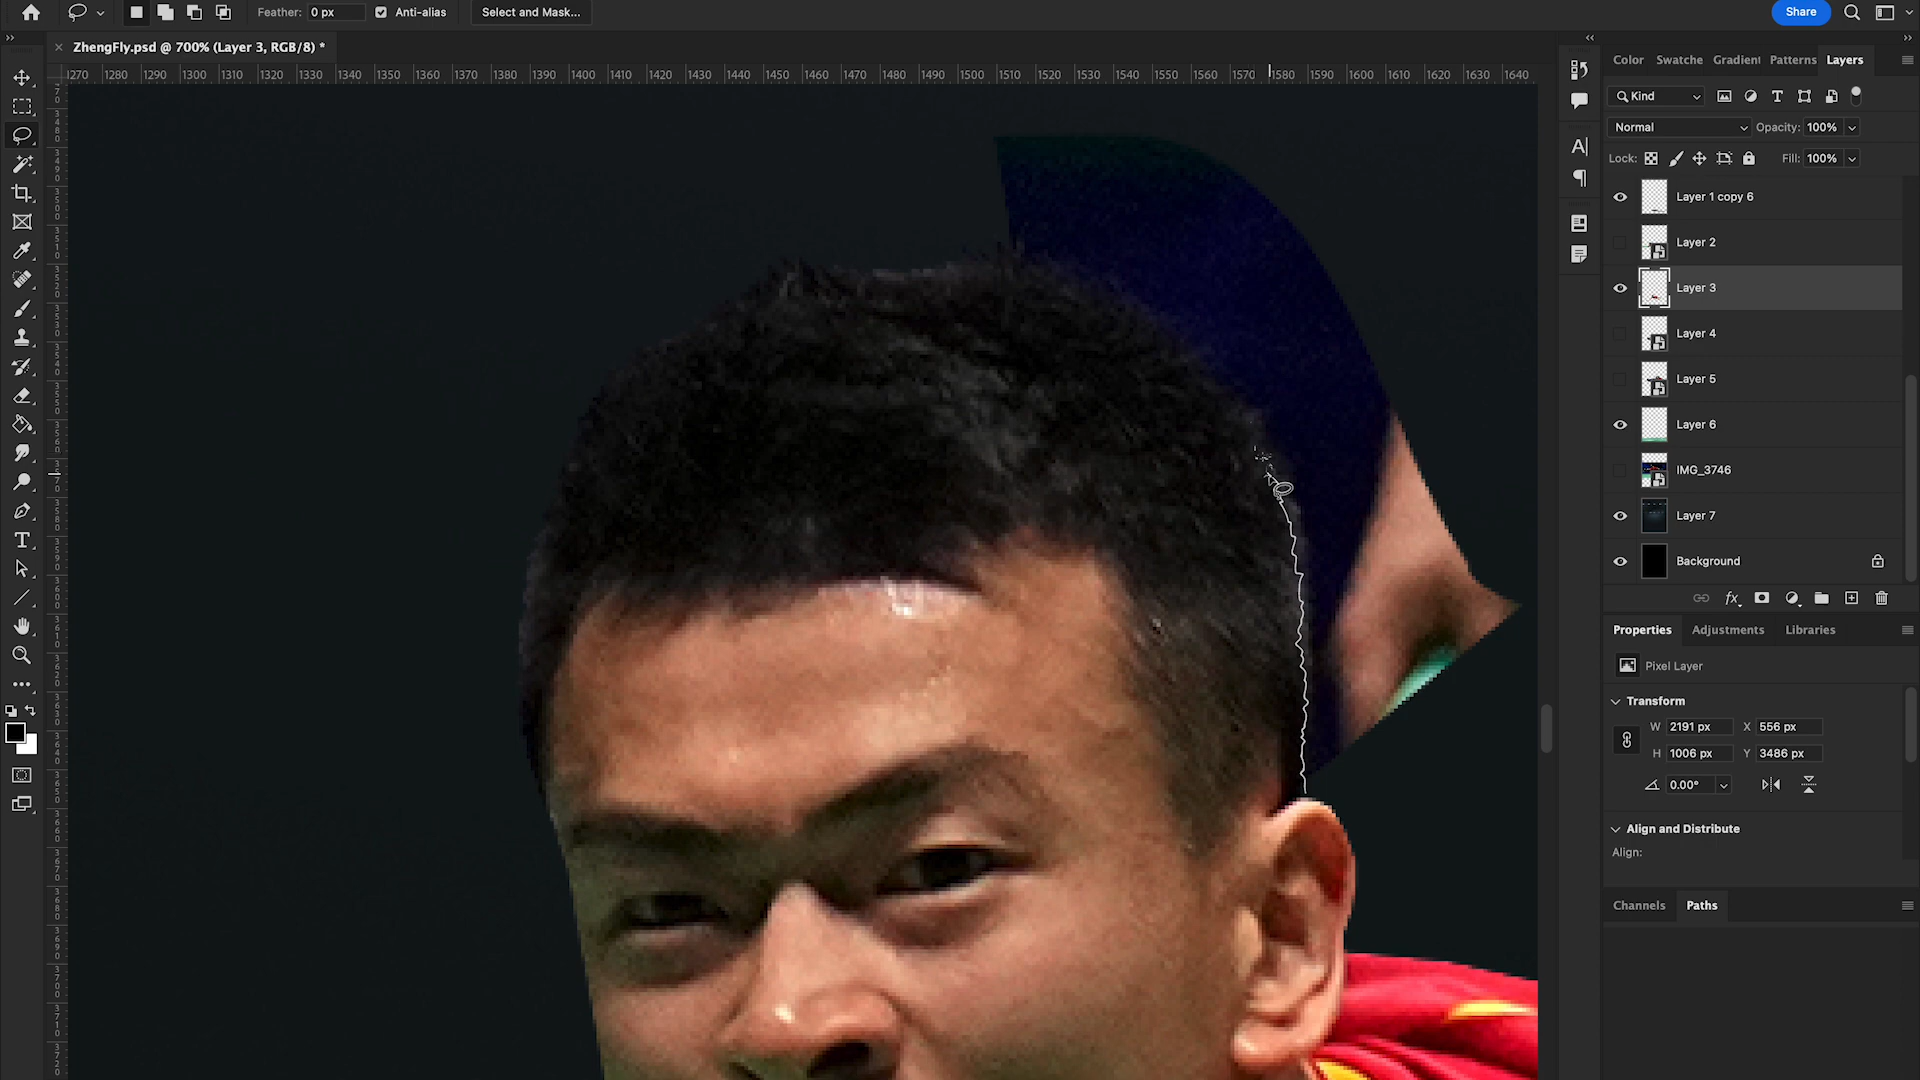 Feather: 0 px Anti-alias Select and Mask... Share
ZhengFly.psd @ 700% (Layer 3, RGB/8) *
1270 1280 1290 1300 1310 1320 1330 1340 1350 1360 1370 1380 1390 1400 1410 1420 1430 1440 1450 1460 1470 1480 1490 1500 1510 1520 1530 1540 1550 1560 1570 1580 1590 1600 1610 1620 1630 1640
Color Swatche Gradient Patterns Layers
Kind
Normal Opacity: 100%
Lock: Fill: 100%
Layer 1 copy 6
Layer 2
Layer 3
Layer 4
Layer 5
Layer 6
IMG_3746
Layer 7
Background
fx
Properties Adjustments Libraries
Pixel Layer
Transform
W 2191 px X 556 px
H 1006 px Y 3486 px
0.00°
Align and Distribute
Align:
Channels Paths